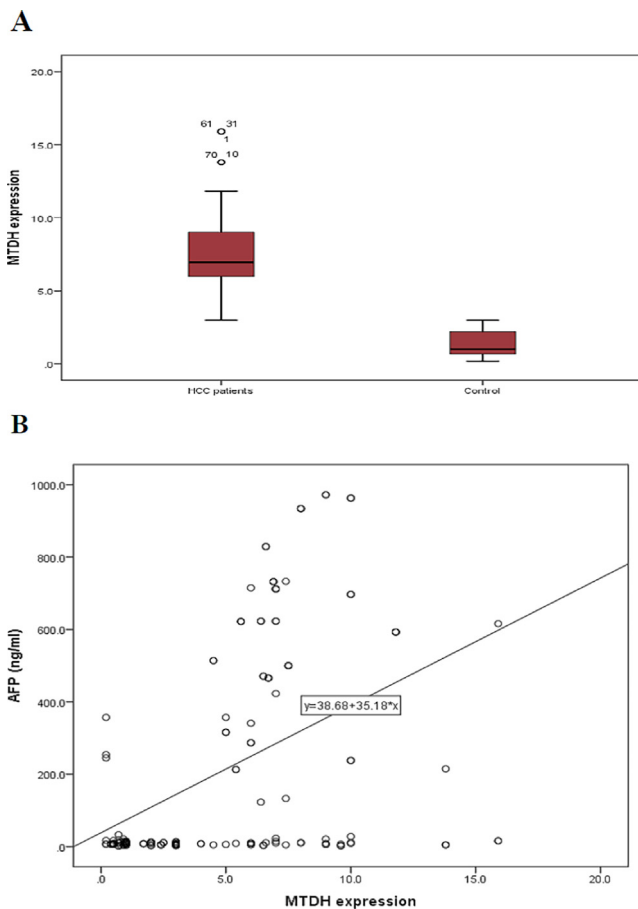 A
20.0
15.0
10.0
5.0
.0
MTDH expression
61 31
1
70 10
HCC patients Control
B
1000.0
800.0
600.0
400.0
200.0
.0
AFP (ng/ml)
y=38.68+35.18*x
.0 5.0 10.0 15.0 20.0
MTDH expression